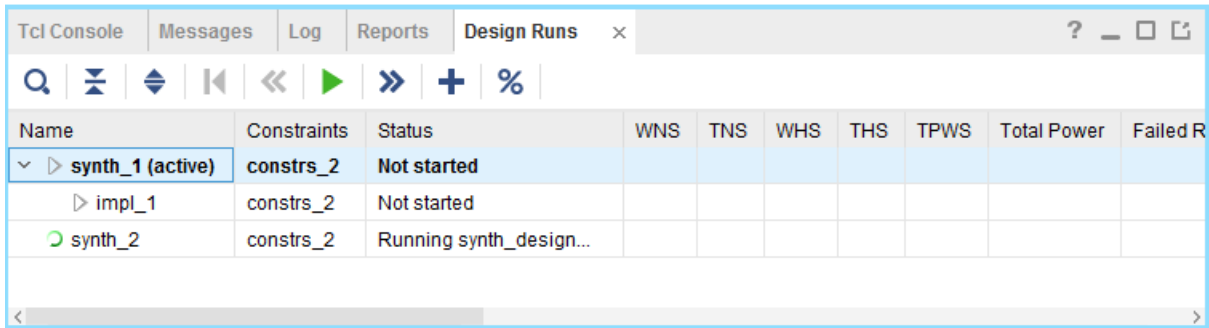 Tcl Console Messages Log Reports Design Runs × ?
%
Name Constraints Status WNS TNS WHS THS TPWS Total Power Failed R
synth_1 (active) constrs_2 Not started
impl_1 constrs_2 Not started
synth_2 constrs_2 Running synth_design...